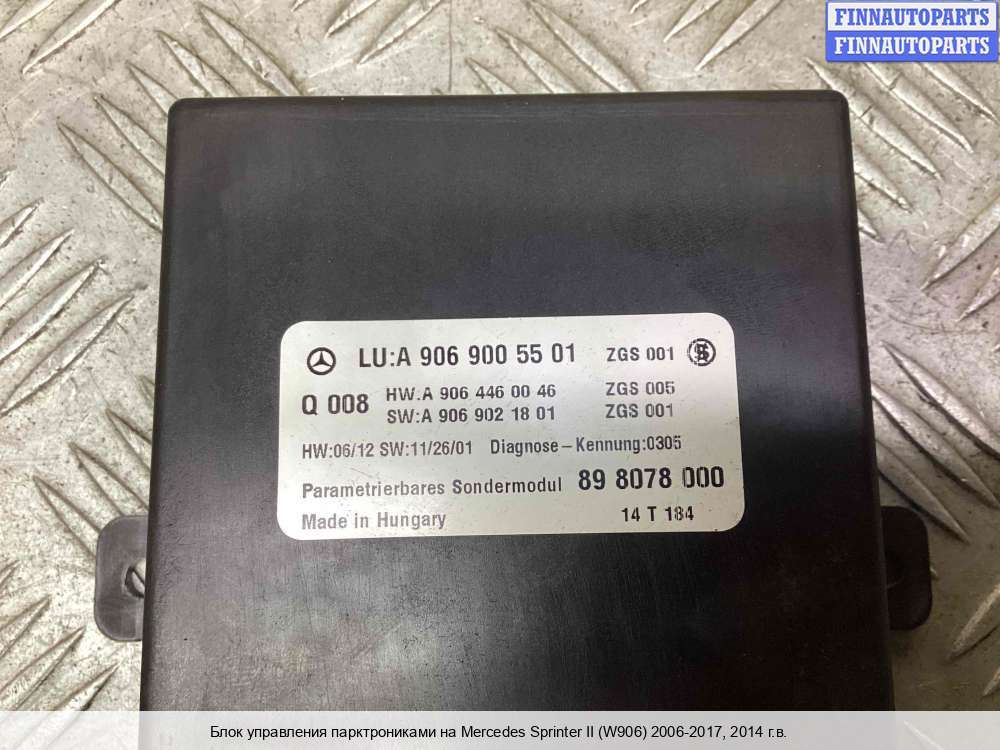 FINNAUTOPARTS
FINNAUTOPARTS
LU:A 906 900 55 01 ZGS 001
Q 008 HW:A 906 446 00 46 ZGS 005
SW:A 906 902 18 01 ZGS 001
HW:06/12 SW:11/26/01 Diagnose – Kennung:0305
Parametrierbares Sondermodul 89 8078 000
Made in Hungary 14 T 184
Блок управления парктрониками на Mercedes Sprinter II (W906) 2006-2017, 2014 г.в.